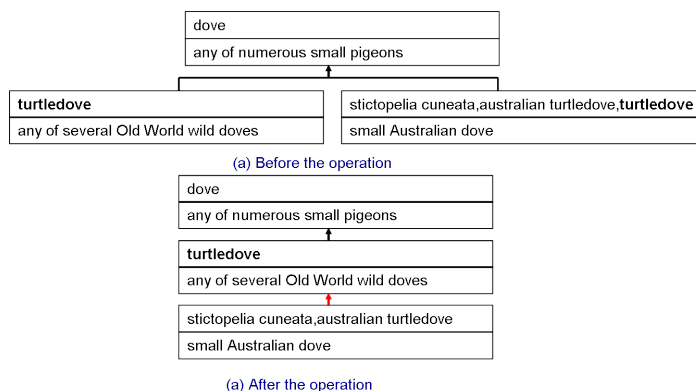 dove
any of numerous small pigeons
turtledove
any of several Old World wild doves
stictopelia cuneata,australian turtledove,turtledove
small Australian dove
(a) Before the operation
dove
any of numerous small pigeons
turtledove
any of several Old World wild doves
stictopelia cuneata,australian turtledove
small Australian dove
(a) After the operation